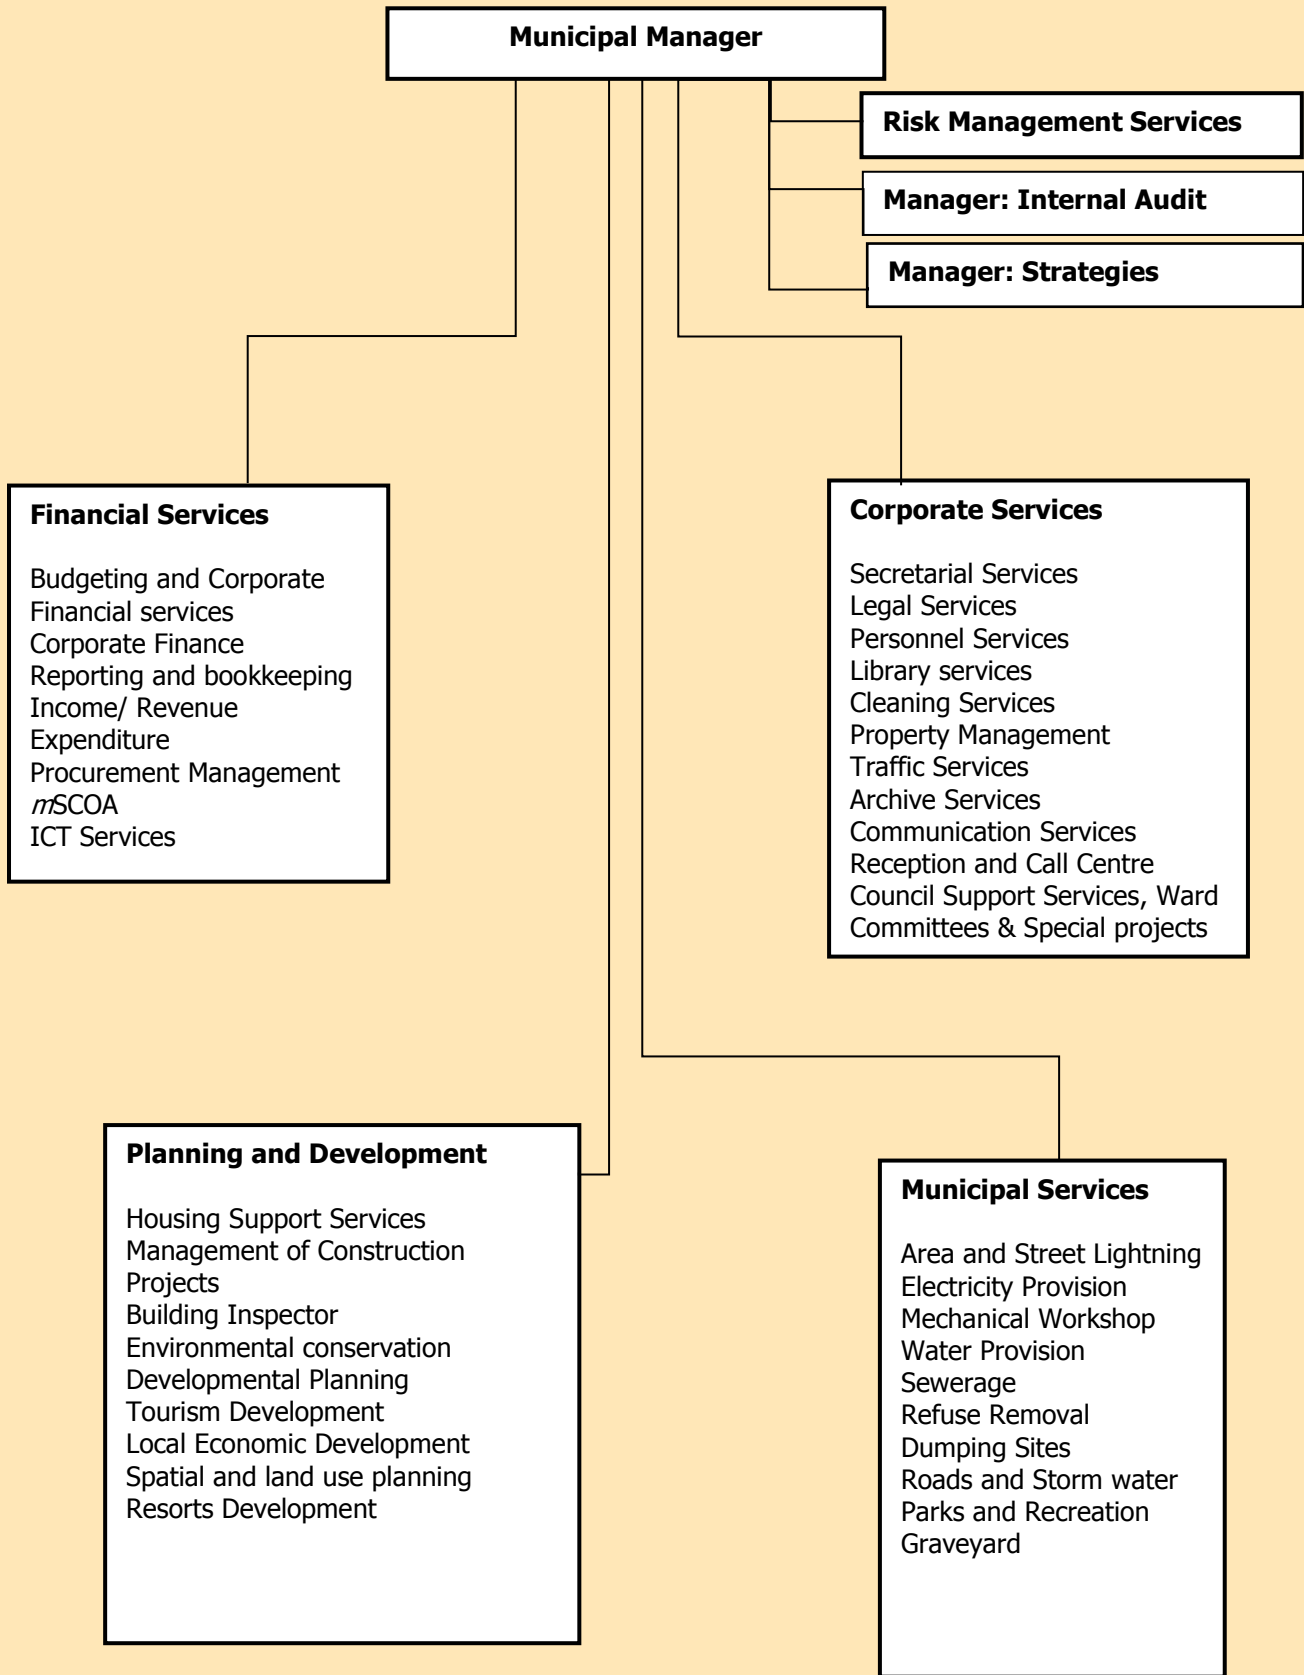 Municipal Manager
Risk Management Services
Manager: Internal Audit
Manager: Strategies
Financial Services
Budgeting and Corporate
Financial services
Corporate Finance
Reporting and bookkeeping
Income/ Revenue
Expenditure
Procurement Management
mSCOA
ICT Services
Corporate Services
Secretarial Services
Legal Services
Personnel Services
Library services
Cleaning Services
Property Management
Traffic Services
Archive Services
Communication Services
Reception and Call Centre
Council Support Services, Ward
Committees & Special projects
Planning and Development
Housing Support Services
Management of Construction
Projects
Building Inspector
Environmental conservation
Developmental Planning
Tourism Development
Local Economic Development
Spatial and land use planning
Resorts Development
Municipal Services
Area and Street Lightning
Electricity Provision
Mechanical Workshop
Water Provision
Sewerage
Refuse Removal
Dumping Sites
Roads and Storm water
Parks and Recreation
Graveyard